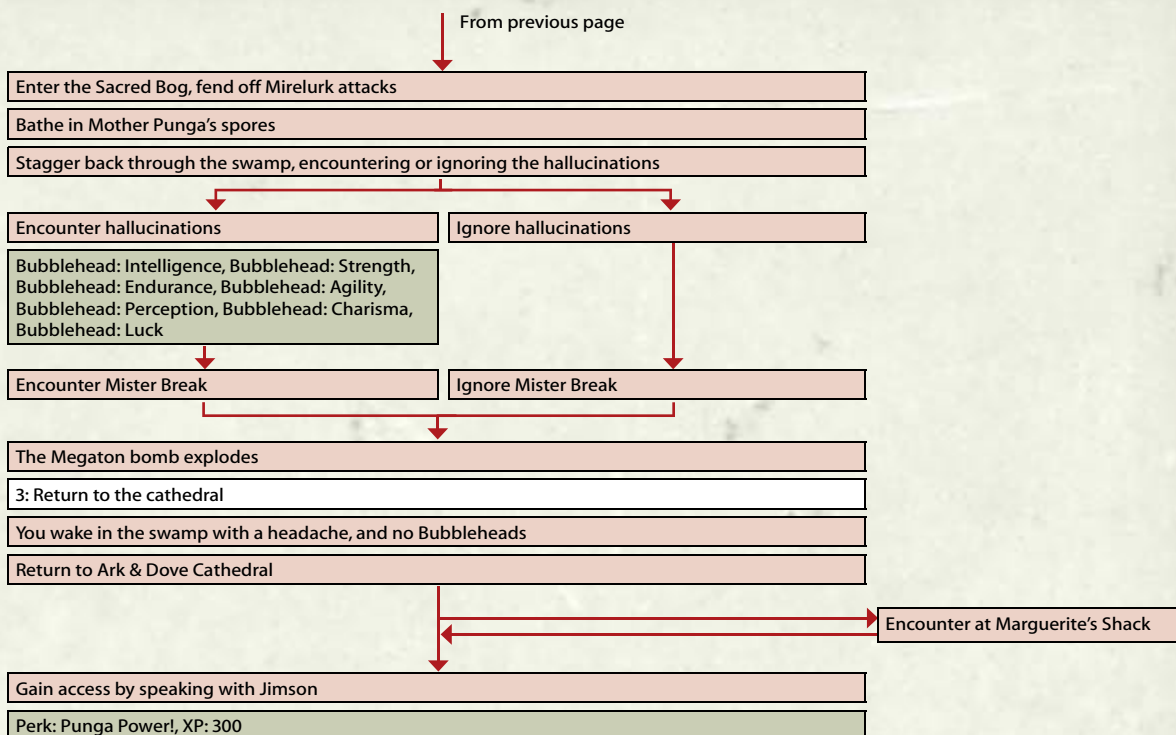 From previous page
Enter the Sacred Bog, fend off Mirelurk attacks
Bathe in Mother Punga's spores
Stagger back through the swamp, encountering or ignoring the hallucinations
Encounter hallucinations
Ignore hallucinations
Bubblehead: Intelligence, Bubblehead: Strength,
Bubblehead: Endurance, Bubblehead: Agility,
Bubblehead: Perception, Bubblehead: Charisma,
Bubblehead: Luck
Encounter Mister Break
Ignore Mister Break
The Megaton bomb explodes
3: Return to the cathedral
You wake in the swamp with a headache, and no Bubbleheads
Return to Ark & Dove Cathedral
Encounter at Marguerite's Shack
Gain access by speaking with Jimson
Perk: Punga Power!, XP: 300